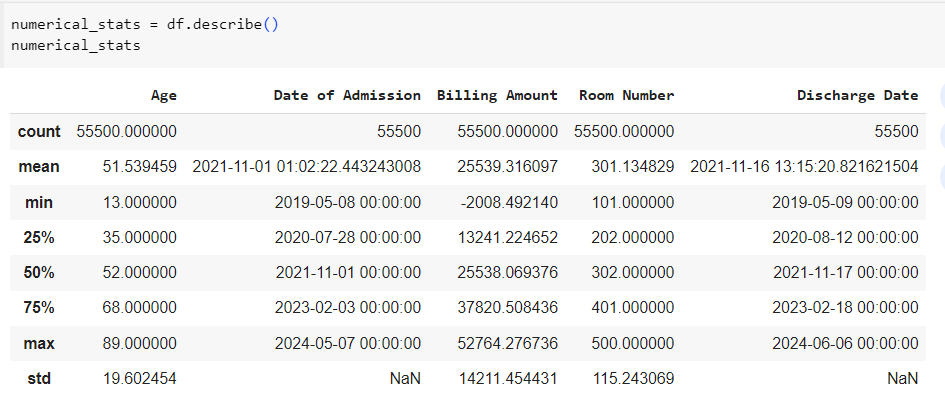 numerical_stats = df.describe()
numerical_stats
Age Date of Admission Billing Amount Room Number Discharge Date
count 55500.000000 55500 55500.000000 55500.000000 55500
mean 51.539459 2021-11-01 01:02:22.443243008 25539.316097 301.134829 2021-11-16 13:15:20.821621504
min 13.000000 2019-05-08 00:00:00 -2008.492140 101.000000 2019-05-09 00:00:00
25% 35.000000 2020-07-28 00:00:00 13241.224652 202.000000 2020-08-12 00:00:00
50% 52.000000 2021-11-01 00:00:00 25538.069376 302.000000 2021-11-17 00:00:00
75% 68.000000 2023-02-03 00:00:00 37820.508436 401.000000 2023-02-18 00:00:00
max 89.000000 2024-05-07 00:00:00 52764.276736 500.000000 2024-06-06 00:00:00
std 19.602454 NaN 14211.454431 115.243069 NaN